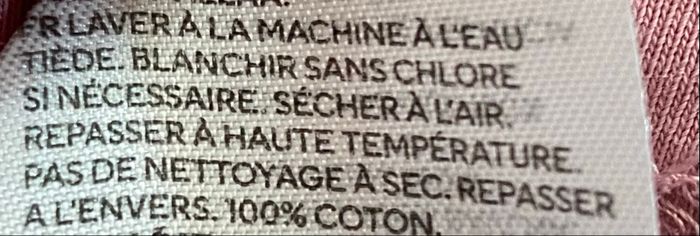 FR LAVER À LA MACHINE À L'EAU
TIÈDE. BLANCHIR SANS CHLORE
SI NÉCESSAIRE. SÉCHER À L'AIR.
REPASSER À HAUTE TEMPÉRATURE.
PAS DE NETTOYAGE À SEC. REPASSER
A L'ENVERS. 100% COTON.